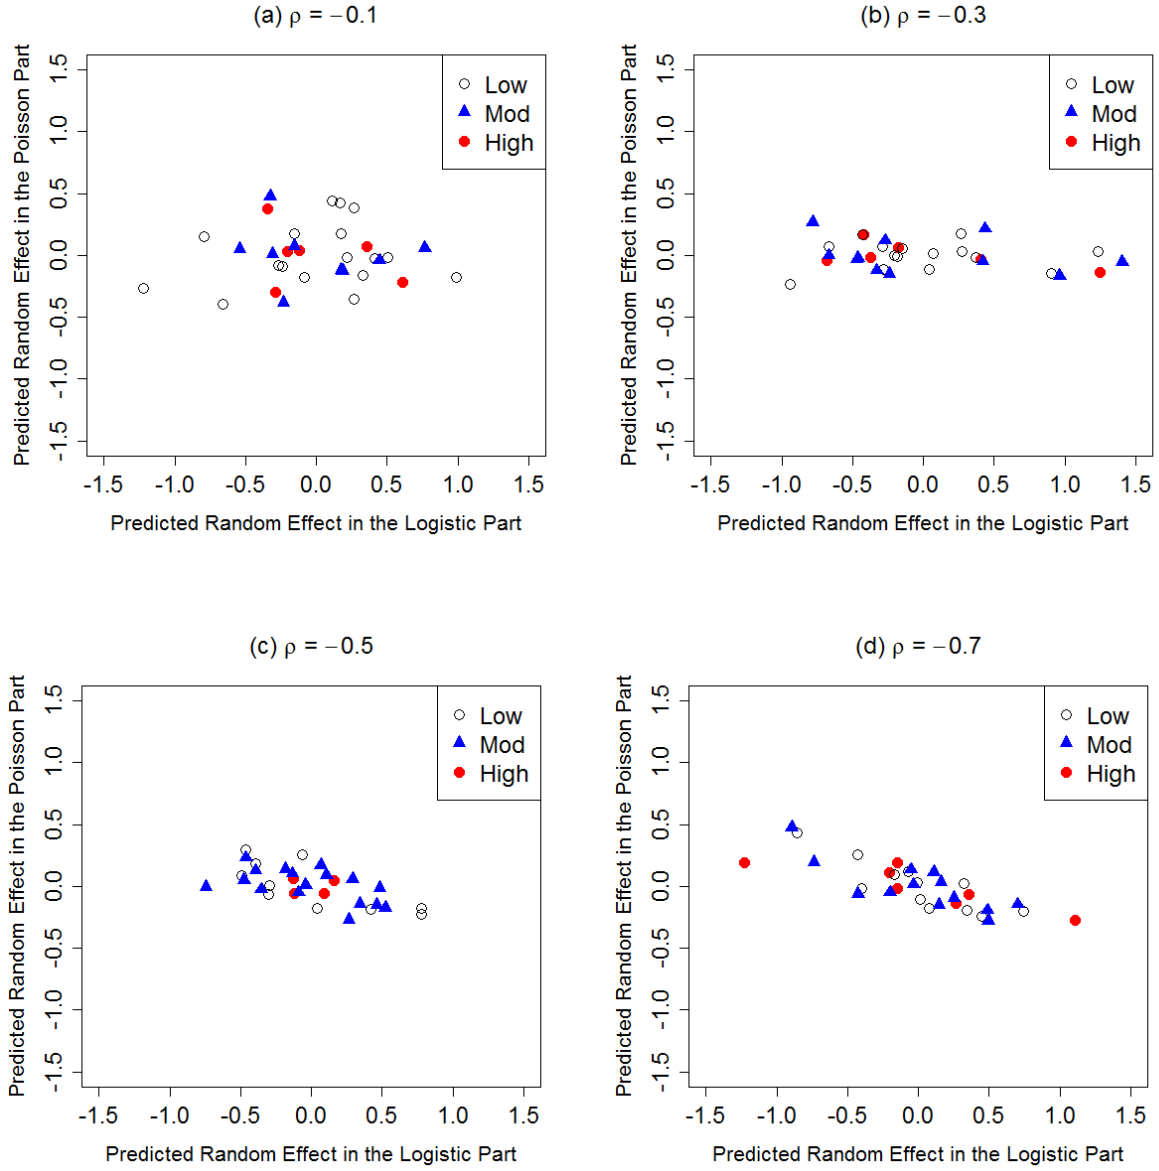 (a) ρ = −0.1
Predicted Random Effect in the Poisson Part
1.5
1.0
0.5
0.0
-0.5
-1.0
-1.5
Low
Mod
High
-1.5 -1.0 -0.5 0.0 0.5 1.0 1.5
Predicted Random Effect in the Logistic Part
(b) ρ = −0.3
Predicted Random Effect in the Poisson Part
1.5
1.0
0.5
0.0
-0.5
-1.0
-1.5
Low
Mod
High
-1.5 -1.0 -0.5 0.0 0.5 1.0 1.5
Predicted Random Effect in the Logistic Part
(c) ρ = −0.5
Predicted Random Effect in the Poisson Part
1.5
1.0
0.5
0.0
-0.5
-1.0
-1.5
Low
Mod
High
-1.5 -1.0 -0.5 0.0 0.5 1.0 1.5
Predicted Random Effect in the Logistic Part
(d) ρ = −0.7
Predicted Random Effect in the Poisson Part
1.5
1.0
0.5
0.0
-0.5
-1.0
-1.5
Low
Mod
High
-1.5 -1.0 -0.5 0.0 0.5 1.0 1.5
Predicted Random Effect in the Logistic Part